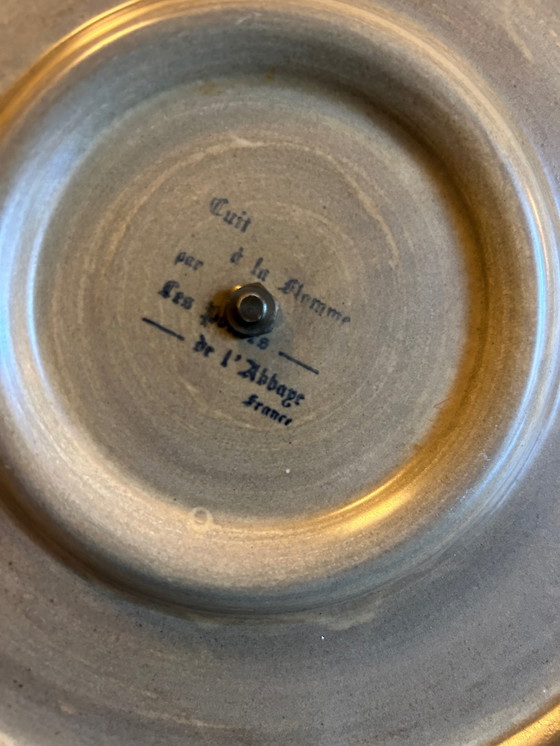 Cuit
à la Flamme
par
Les
de l'Abbaye
France